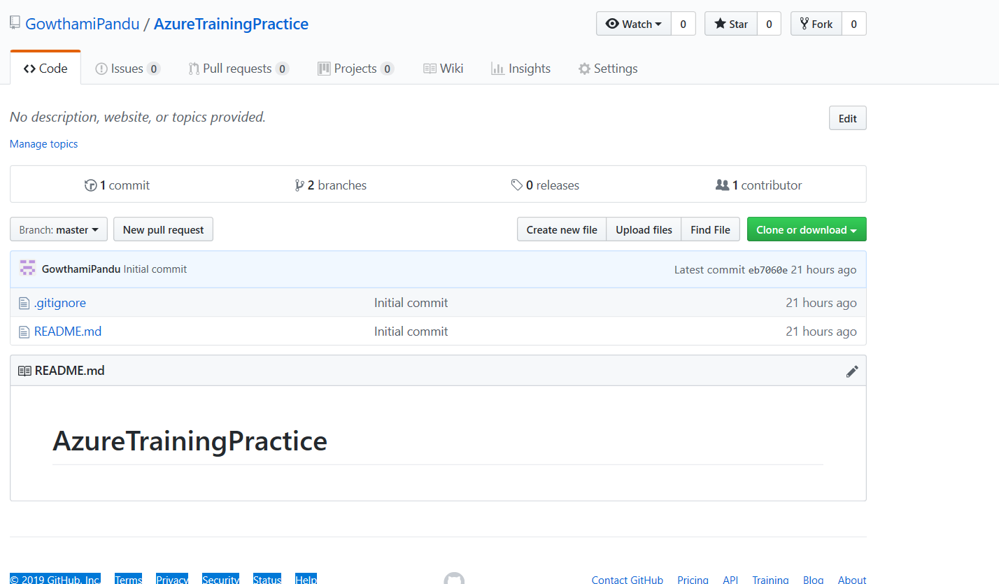 GowthamiPandu / AzureTrainingPractice Watch 0 Star 0 Fork 0
Code Issues 0 Pull requests 0 Projects 0 Wiki Insights Settings
No description, website, or topics provided. Edit
Manage topics
1 commit 2 branches 0 releases 1 contributor
Branch: master New pull request Create new file Upload files Find File Clone or download
GowthamiPandu Initial commit Latest commit eb7060e 21 hours ago
.gitignore Initial commit 21 hours ago
README.md Initial commit 21 hours ago
README.md
AzureTrainingPractice
© 2019 GitHub, Inc. Terms Privacy Security Status Help Contact GitHub Pricing API Training Blog About